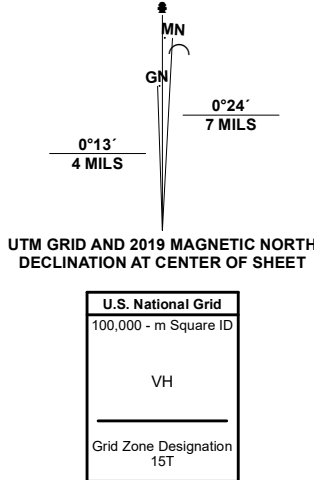 MN
GN
0°24´
7 MILS
0°13´
4 MILS
UTM GRID AND 2019 MAGNETIC NORTH
DECLINATION AT CENTER OF SHEET
U.S. National Grid
100,000 - m Square ID
VH
Grid Zone Designation
15T